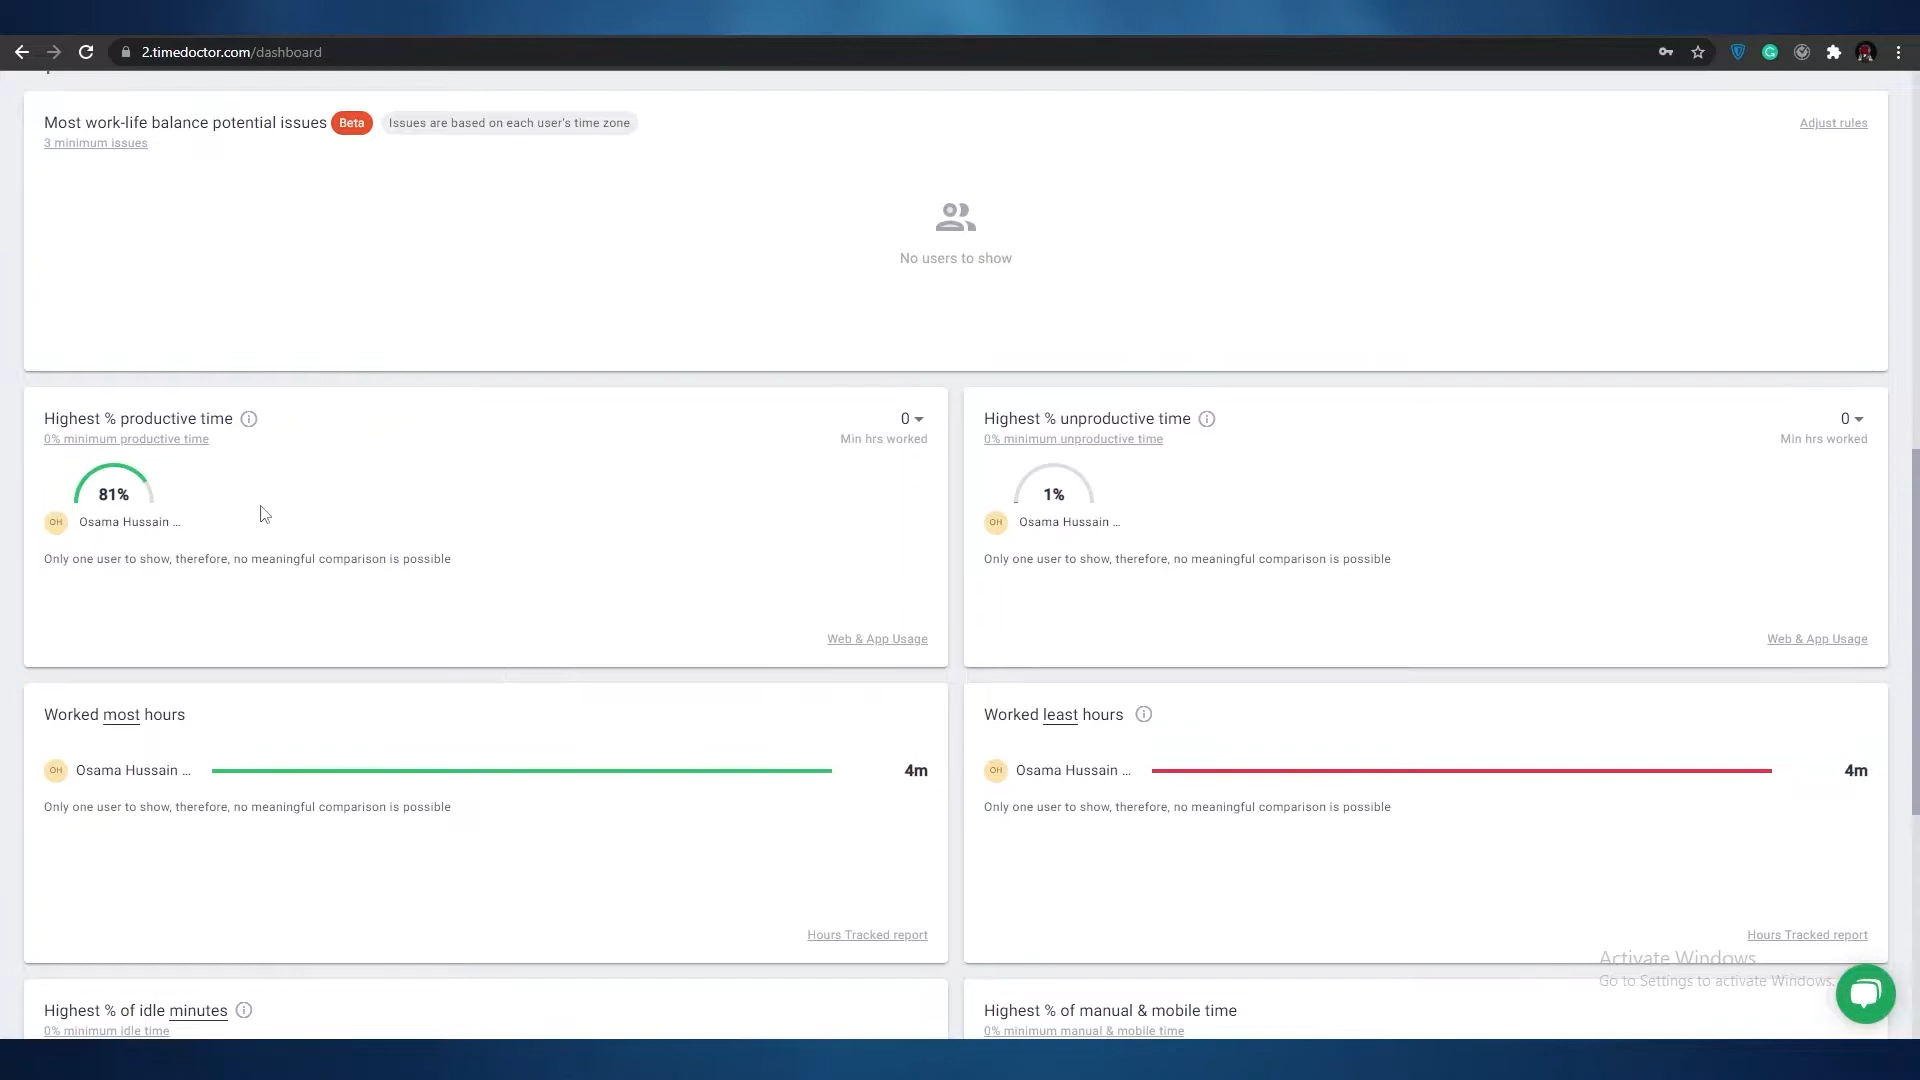 2.timedoctor.com/dashboard
Most work-life balance potential issues Beta Issues are based on each user's time zone Adjust rules
3 minimum issues
No users to show
Highest % productive time 0
0% minimum productive time Min hrs worked
81%
OH Osama Hussain ...
Only one user to show, therefore, no meaningful comparison is possible
Web & App Usage
Highest % unproductive time 0
0% minimum unproductive time Min hrs worked
1%
OH Osama Hussain ...
Only one user to show, therefore, no meaningful comparison is possible
Web & App Usage
Worked most hours
OH Osama Hussain ... 4m
Only one user to show, therefore, no meaningful comparison is possible
Hours Tracked report
Worked least hours
OH Osama Hussain ... 4m
Only one user to show, therefore, no meaningful comparison is possible
Hours Tracked report
Activate Windows
Go to Settings to activate Windows.
Highest % of idle minutes
0% minimum idle time
Highest % of manual & mobile time
0% minimum manual & mobile time